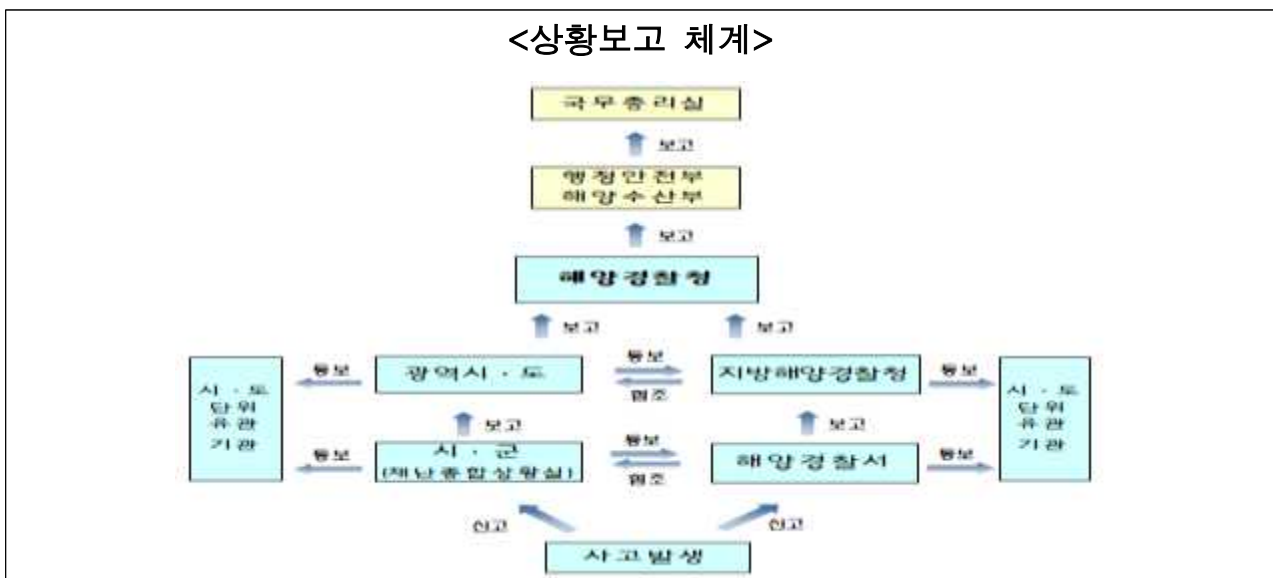 <상황보고 체계>
국무총리실
보고
행정안전부
해양수산부
보고
해양경찰청
보고 보고
통보 광역시·도 통보 지방해양경찰청 통보
협조
시·도
단위
유관
기관
시·도
단위
유관
기관
보고 보고
통보 시·군 통보 해양경찰서 통보
(재난종합상황실) 협조
신고 신고
사고발생